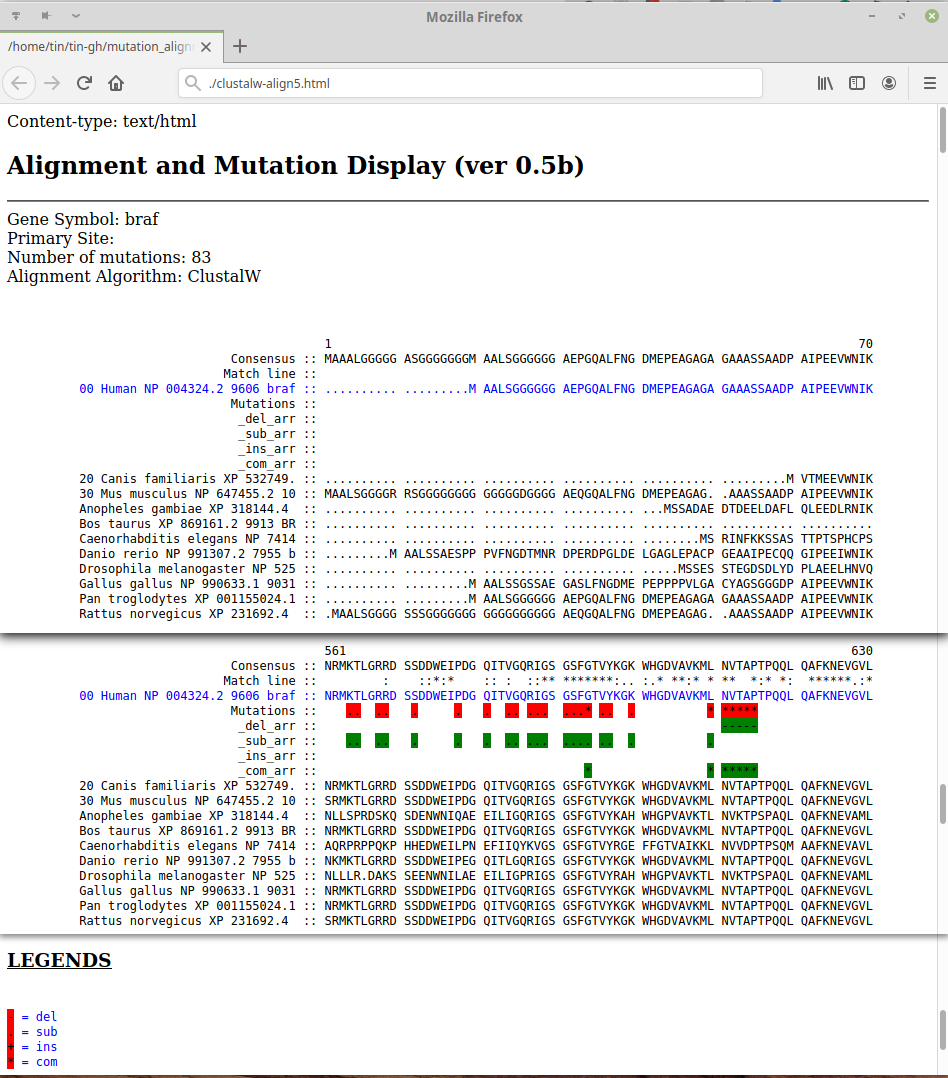 Mozilla Firefox
/home/tin/tin-gh/mutation_align
./clustalw-align5.html
Content-type: text/html
Alignment and Mutation Display (ver 0.5b)
Gene Symbol: braf
Primary Site:
Number of mutations: 83
Alignment Algorithm: ClustalW
1 70
Consensus :: MAAALGGGGG ASGGGGGGGM AALSGGGGGG AEPGQALFNG DMEPEAGAGA GAAASSAADP AIPEEVWNIK
Match line ::
00 Human NP 004324.2 9606 braf :: .......... .........M AALSGGGGGG AEPGQALFNG DMEPEAGAGA GAAASSAADP AIPEEVWNIK
Mutations ::
_del_arr ::
_sub_arr ::
_ins_arr ::
_com_arr ::
20 Canis familiaris XP 532749. :: .......... .......... .......... .......... .......... .........M VTMEEVWNIK
30 Mus musculus NP 647455.2 10 :: MAALSGGGGR RSGGGGGGGG GGGGGDGGGG AEQGQALFNG DMEPEAGAG. .AAASSAADP AIPEEVWNIK
Anopheles gambiae XP 318144.4 :: .......... .......... .......... .......... ...MSSADAE DTDEELDAFL QLEEDLRNIK
Bos taurus XP 869161.2 9913 BR :: .......... .......... .......... .......... .......... .......... ..........
Caenorhabditis elegans NP 7414 :: .......... .......... .......... .......... ........MS RINFKKSSAS TTPTSPHCPS
Danio rerio NP 991307.2 7955 b :: .........M AALSSAESPP PVFNGDTMNR DPERDPGLDE LGAGLEPACP GEAAIPECQQ GIPEEIWNIK
Drosophila melanogaster NP 525 :: .......... .......... .......... .......... .....MSSES STEGDSDLYD PLAEELHNVQ
Gallus gallus NP 990633.1 9031 :: .......... .........M AALSSGSSAE GASLFNGDME PEPPPPVLGA CYAGSGGGDP AIPEEVWNIK
Pan troglodytes XP 001155024.1 :: .......... .........M AALSGGGGGG AEPGQALFNG DMEPEAGAGA GAAASSAADP AIPEEVWNIK
Rattus norvegicus XP 231692.4 :: .MAALSGGGG SSSGGGGGGG GGGGGGGGGG AEQGQALFNG DMEPEAGAG. .AAASSAADP AIPEEVWNIK
561 630
Consensus :: NRMKTLGRRD SSDDWEIPDG QITVGQRIGS GSFGTVYKGK WHGDVAVKML NVTAPTPQQL QAFKNEVGVL
Match line :: : ::*:* :: : ::** *******:.. :.* **:* * ** *:* *: ******.:*
00 Human NP 004324.2 9606 braf :: NRMKTLGRRD SSDDWEIPDG QITVGQRIGS GSFGTVYKGK WHGDVAVKML NVTAPTPQQL QAFKNEVGVL
Mutations :: .. .. . . . .. ... ...* .. . * *****
_del_arr :: -----
_sub_arr :: .. .. . . . .. ... .... .. . .
_ins_arr ::
_com_arr :: * * *****
20 Canis familiaris XP 532749. :: NRMKTLGRRD SSDDWEIPDG QITVGQRIGS GSFGTVYKGK WHGDVAVKML NVTAPTPQQL QAFKNEVGVL
30 Mus musculus NP 647455.2 10 :: SRMKTLGRRD SSDDWEIPDG QITVGQRIGS GSFGTVYKGK WHGDVAVKML NVTAPTPQQL QAFKNEVGVL
Anopheles gambiae XP 318144.4 :: NLLSPRDSKQ SDENWNIQAE EILIGQRIGS GSFGTVYKAH WHGPVAVKTL NVKTPSPAQL QAFKNEVAML
Bos taurus XP 869161.2 9913 BR :: NRMKTLGRRD SSDDWEIPDG QITVGQRIGS GSFGTVYKGK WHGDVAVKML NVTAPTPQQL QAFKNEVGVL
Caenorhabditis elegans NP 7414 :: AQRPRPPQKP HHEDWEILPN EFIIQYKVGS GSFGTVYRGE FFGTVAIKKL NVVDPTPSQM AAFKNEVAVL
Danio rerio NP 991307.2 7955 b :: NKMKTLGRRD SSDDWEIPEG QITLGQRIGS GSFGTVYKGK WHGDVAVKML NVTAPTPQQL QAFKNEVGVL
Drosophila melanogaster NP 525 :: NLLLR.DAKS SEENWNILAE EILIGPRIGS GSFGTVYRAH WHGPVAVKTL NVKTPSPAQL QAFKNEVAML
Gallus gallus NP 990633.1 9031 :: NRMKTLGRRD SSDDWEIPDG QITVGQRIGS GSFGTVYKGK WHGDVAVKML NVTAPTPQQL QAFKNEVGVL
Pan troglodytes XP 001155024.1 :: NRMKTLGRRD SSDDWEIPDG QITVGQRIGS GSFGTVYKGK WHGDVAVKML NVTAPTPQQL QAFKNEVGVL
Rattus norvegicus XP 231692.4 :: SRMKTLGRRD SSDDWEIPDG QITVGQRIGS GSFGTVYKGK WHGDVAVKML NVTAPTPQQL QAFKNEVGVL
LEGENDS
- = del
. = sub
+ = ins
* = com